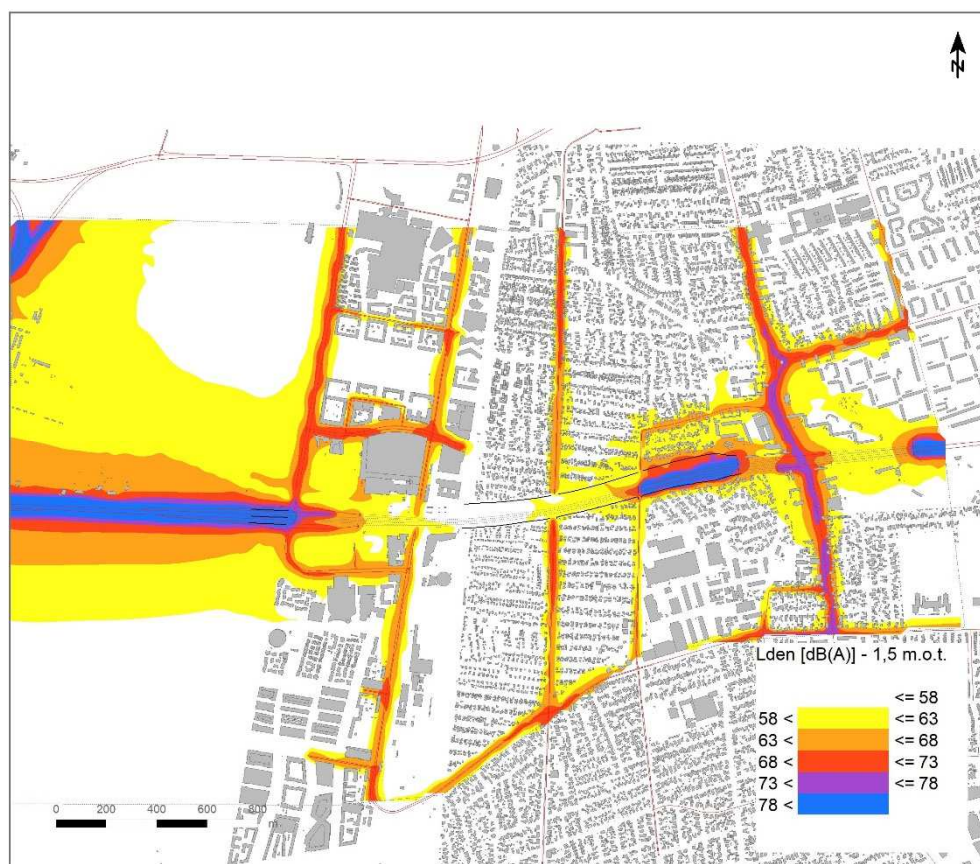 N
Lden [dB(A)] - 1,5 m.o.t.
<= 58
58 < <= 63
63 < <= 68
68 < <= 73
73 < <= 78
78 <
0 200 400 600 800
m